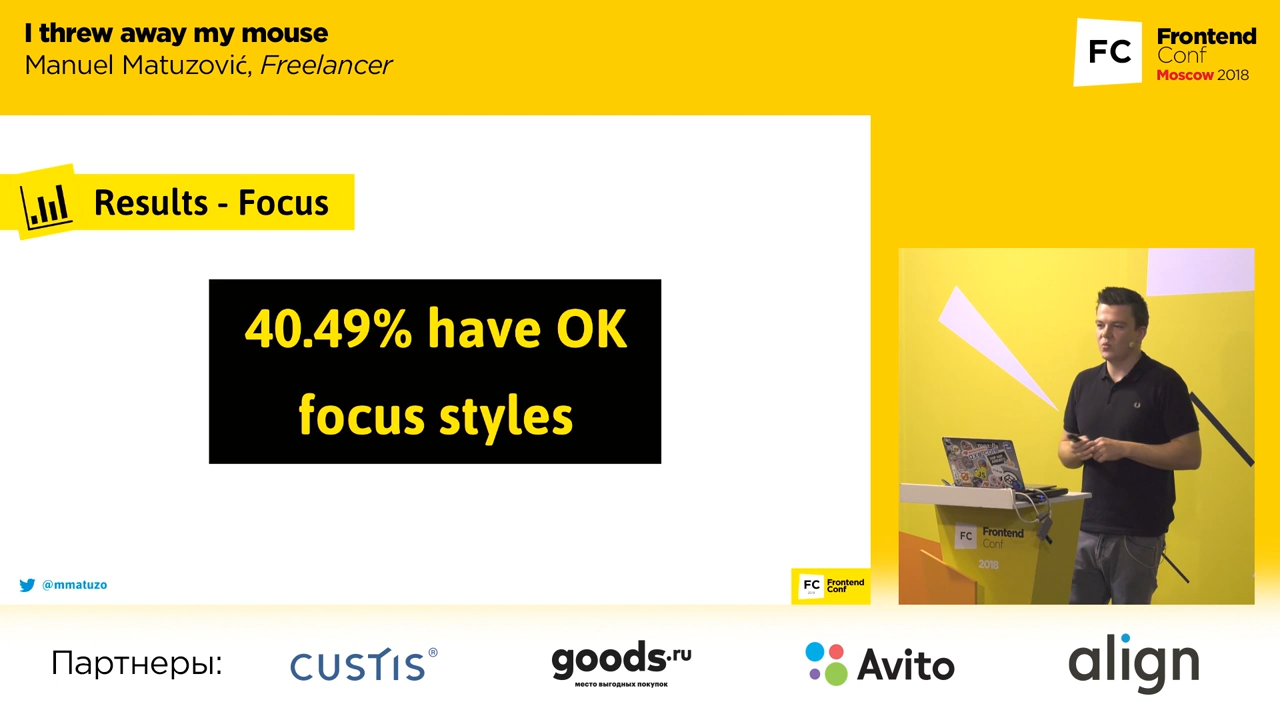 I threw away my mouse
Manuel Matuzović, Freelancer
FC
Frontend
Conf
Moscow 2018
Results - Focus
40.49% have OK
focus styles
@mmatuzo
FC
Frontend
Conf
FC
Frontend
Conf
2018
Партнеры:
CUSTIS®
goods.ru
место выгодных покупок
Avito
align